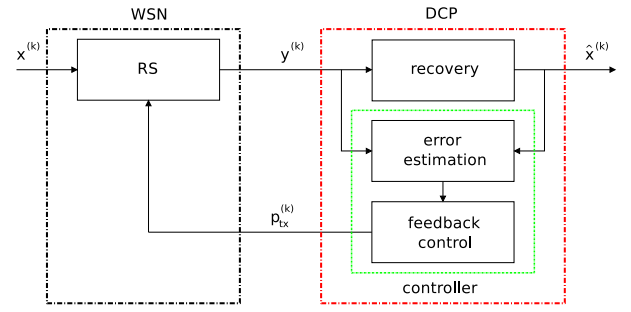 WSN
DCP
x^(k)
RS
y^(k)
recovery
x̂^(k)
error
estimation
p_tx^(k)
feedback
control
controller